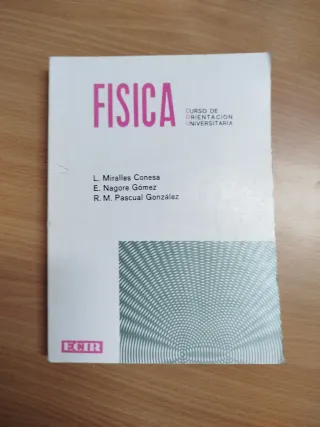 FISICA
CURSO DE
ORIENTACION
UNIVERSITARIA
L. Miralles Conesa
E. Nagore Gómez
R. M. Pascual González
ECIR